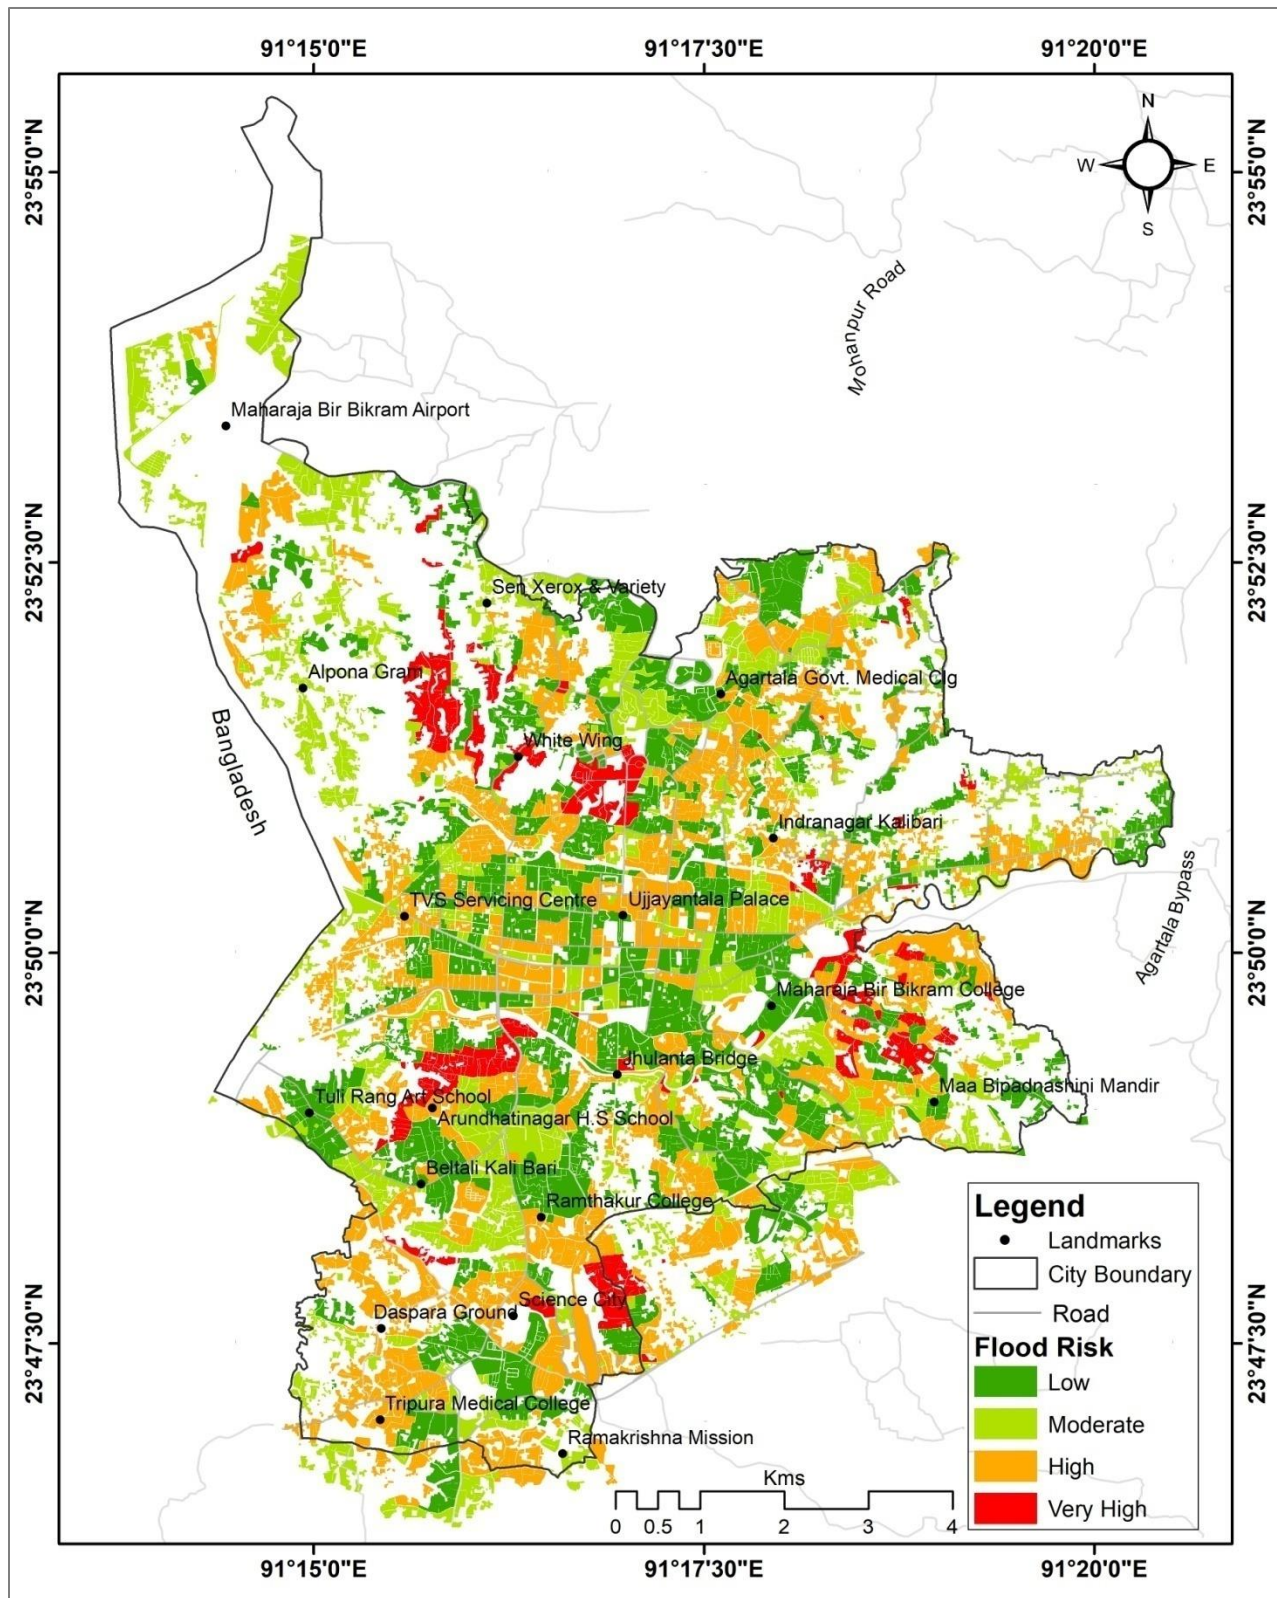 91°15'0"E
91°17'30"E
91°20'0"E
23°55'0"N
23°55'0"N
N
W
E
S
Mohanpur Road
Maharaja Bir Bikram Airport
23°52'30"N
23°52'30"N
Sen Xerox & Variety
Alpona Gram
Agartala Govt. Medical Clg
Bangladesh
White Wing
Indranagar Kalibari
TVS Servicing Centre
Ujjayantala Palace
Agartala Bypass
23°50'0"N
23°50'0"N
Maharaja Bir Bikram College
Jhulanta Bridge
Maa Bipadnashini Mandir
Tuli Rang Art School
Arundhatinagar H.S School
Beltali Kali Bari
Ramthakur College
Science City
Daspara Ground
23°47'30"N
23°47'30"N
Tripura Medical College
Ramakrishna Mission
Legend
Landmarks
City Boundary
Road
Flood Risk
Low
Moderate
High
Very High
Kms
0 0.5 1 2 3 4
91°15'0"E
91°17'30"E
91°20'0"E